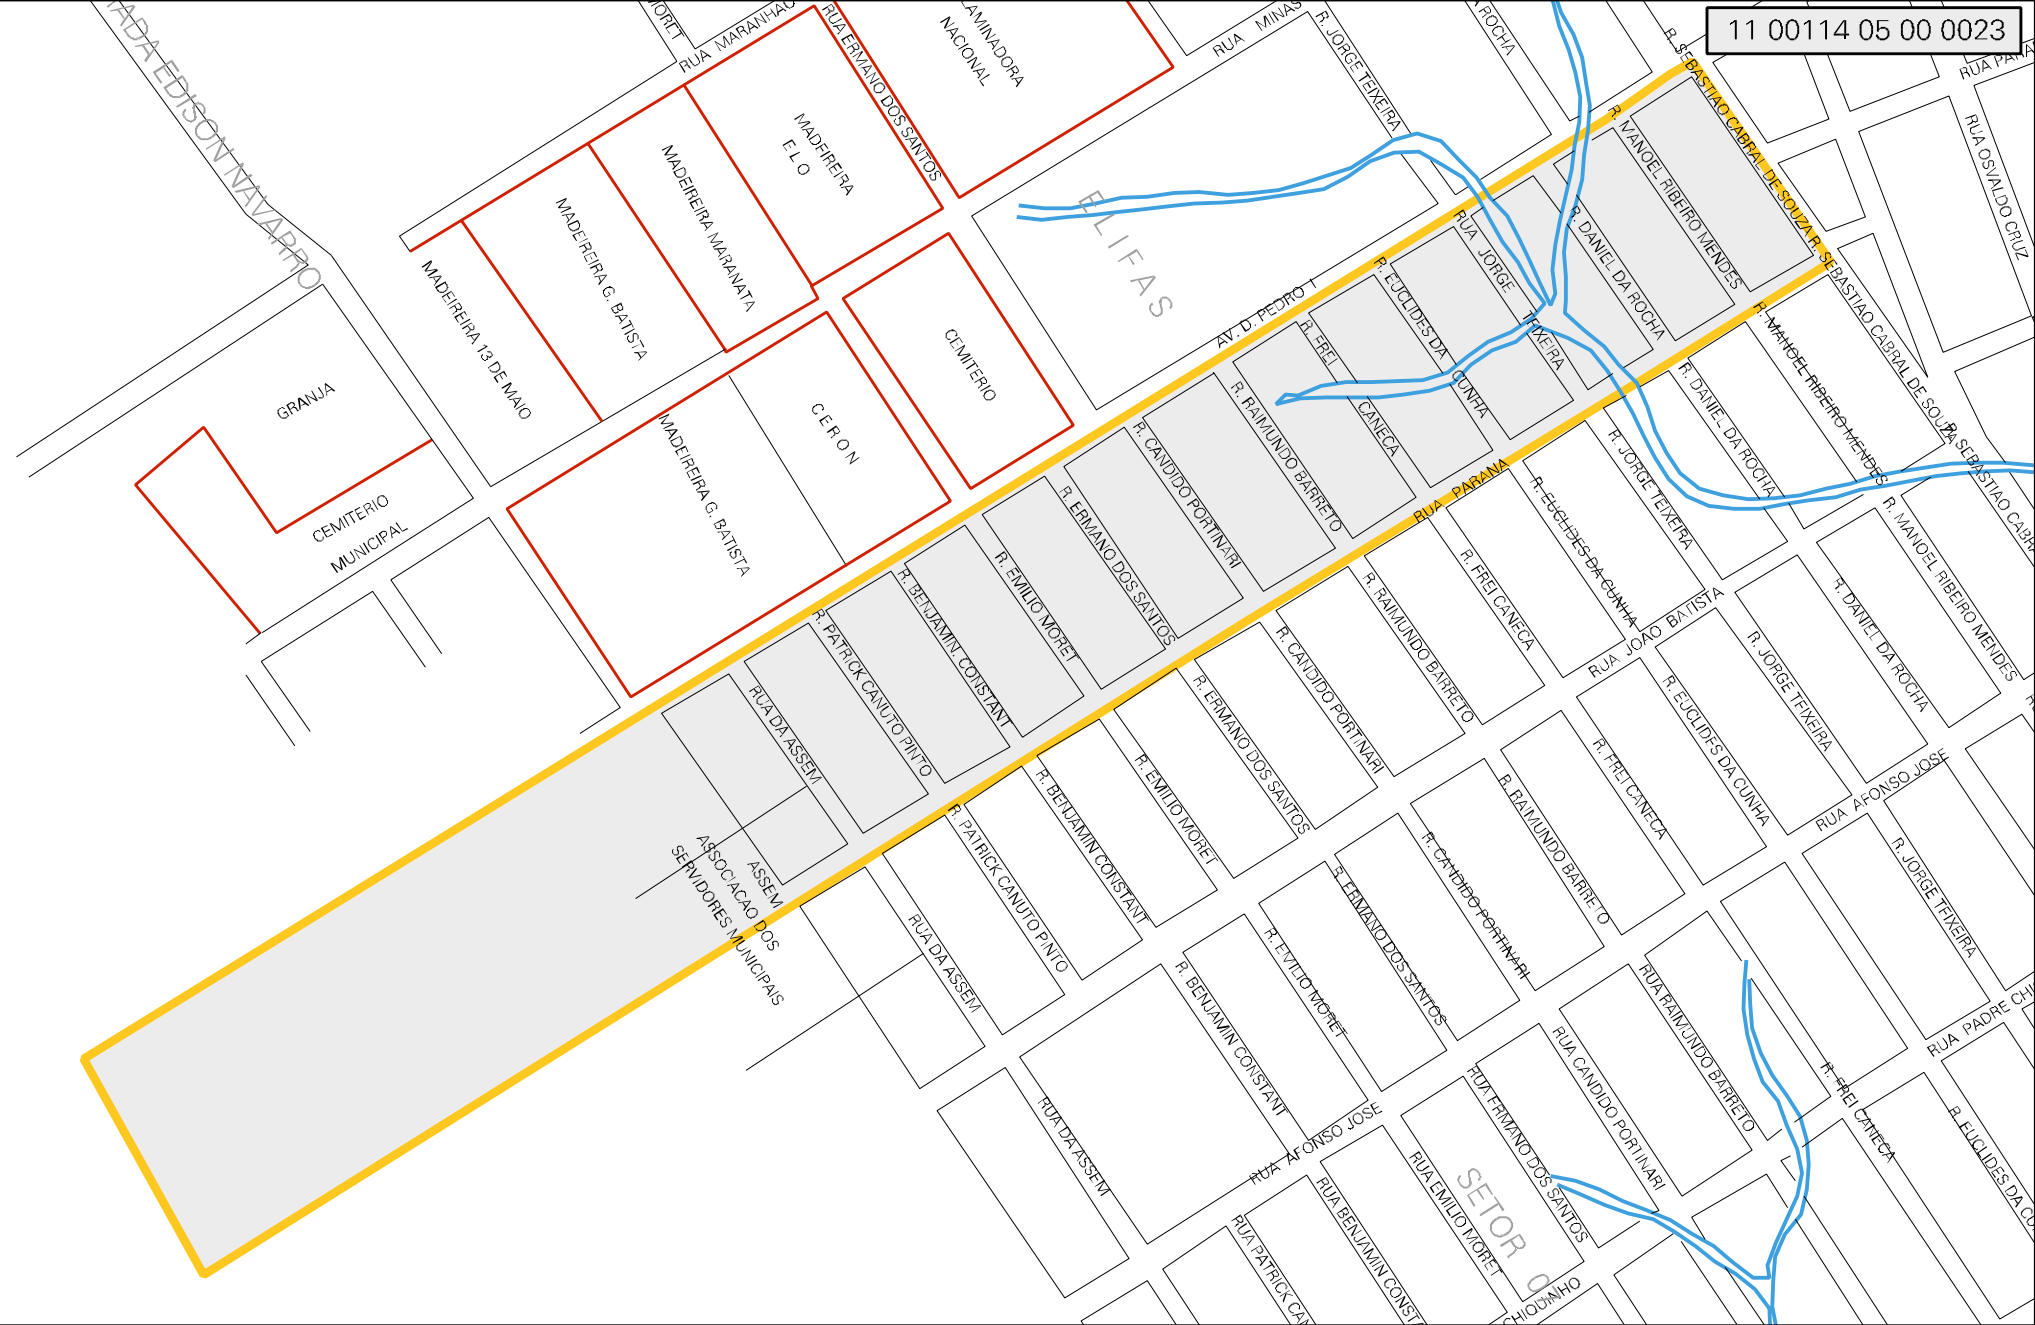 11 00114 05 00 0023
EDISON NAVARRO
MORET
RUA MARANHAO
RUA ERMANO DOS SANTOS
NACIONAL
RUA MINAS
R. JORGE TEIXEIRA
ROCHA
R. SEBASTIAO CABRAL DE SOUZA
R. SEBASTIAO CABRAL DE SOUZA
R. SEBASTIAO
RUA OSVALDO CRUZ
MADEIREIRA
ELO
MADEIREIRA MARANATA
MADEIREIRA G. BATISTA
MADEIREIRA 13 DE MAIO
ELIFAS
CEMITERIO
CERON
MADEIREIRA G. BATISTA
GRANJA
CEMITERIO
MUNICIPAL
AV. D. PEDRO I
R. MANOEL RIBEIRO MENDES
R. DANIEL DA ROCHA
RUA JORGE
TEIXEIRA
R. EUCLIDES DA
CUNHA
R. FREI
CANECA
R. RAIMUNDO BARRETO
R. CANDIDO PORTINARI
R. ERMANO DOS SANTOS
R. EMILIO MORET
R. BENJAMIN. CONSTANT
R. PATRICK CANUTO PINTO
RUA DA ASSEM
ASSEM
ASSOCIACAO DOS
SERVIDORES MUNICIPAIS
RUA PARANA
R. MANOEL RIBEIRO MENDES
R. DANIEL DA ROCHA
R. JORGE TEIXEIRA
R. EUCLIDES DA CUNHA
R. FREI CANECA
R. RAIMUNDO BARRETO
R. CANDIDO PORTINARI
R. ERMANO DOS SANTOS
R. EMILIO MORET
R. BENJAMIN CONSTANT
R. PATRICK CANUTO PINTO
RUA DA ASSEM
RUA JOAO BATISTA
R. MANOEL RIBEIRO MENDES
R. DANIEL DA ROCHA
R. JORGE TEIXEIRA
R. EUCLIDES DA CUNHA
R. FREI CANECA
R. RAIMUNDO BARRETO
R. CANDIDO PORTINARI
R. ERMANO DOS SANTOS
R. EMILIO MORET
R. BENJAMIN CONSTANT
RUA DA ASSEM
RUA AFONSO JOSE
RUA AFONSO JOSE
R. JORGE TEIXEIRA
R. EUCLIDES DA
R. FREI CANECA
RUA RAIMUNDO BARRETO
RUA CANDIDO PORTINARI
RUA ERMANO DOS SANTOS
RUA EMILIO MORET
RUA BENJAMIN
RUA PATRICK
RUA PADRE
SETOR